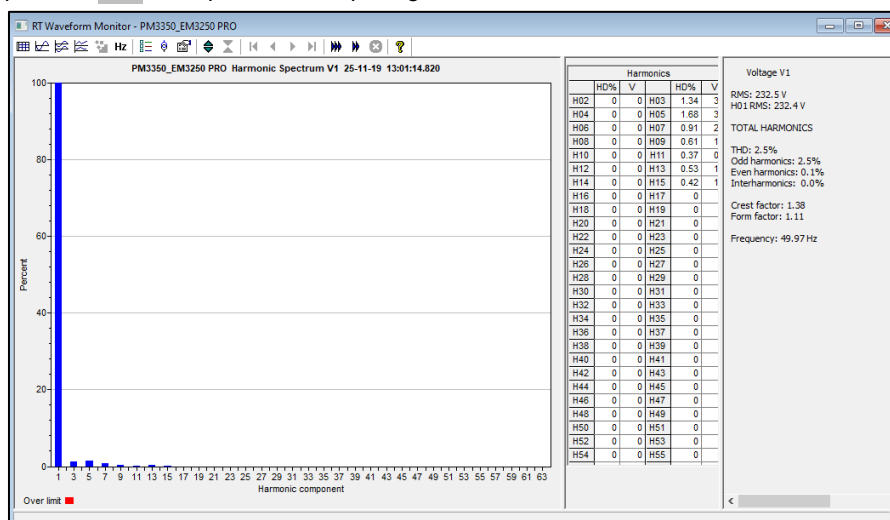 RT Waveform Monitor - PM3350_EM3250 PRO
Hz
PM3350_EM3250 PRO Harmonic Spectrum V1 25-11-19 13:01:14.820
100
80
60
40
20
0
Percent
1 3 5 7 9 11 13 15 17 19 21 23 25 27 29 31 33 35 37 39 41 43 45 47 49 51 53 55 57 59 61 63
Harmonic component
Over limit
Harmonics
HD% V HD% V
H02 0 0 H03 1.34 3
H04 0 0 H05 1.68 3
H06 0 0 H07 0.91 2
H08 0 0 H09 0.61 1
H10 0 0 H11 0.37 0
H12 0 0 H13 0.53 1
H14 0 0 H15 0.42 1
H16 0 0 H17 0
H18 0 0 H19 0
H20 0 0 H21 0
H22 0 0 H23 0
H24 0 0 H25 0
H26 0 0 H27 0
H28 0 0 H29 0
H30 0 0 H31 0
H32 0 0 H33 0
H34 0 0 H35 0
H36 0 0 H37 0
H38 0 0 H39 0
H40 0 0 H41 0
H42 0 0 H43 0
H44 0 0 H45 0
H46 0 0 H47 0
H48 0 0 H49 0
H50 0 0 H51 0
H52 0 0 H53 0
H54 0 0 H55 0
Voltage V1
RMS: 232.5 V
H01 RMS: 232.4 V
TOTAL HARMONICS
THD: 2.5%
Odd harmonics: 2.5%
Even harmonics: 0.1%
Interharmonics: 0.0%
Crest factor: 1.38
Form factor: 1.11
Frequency: 49.97 Hz